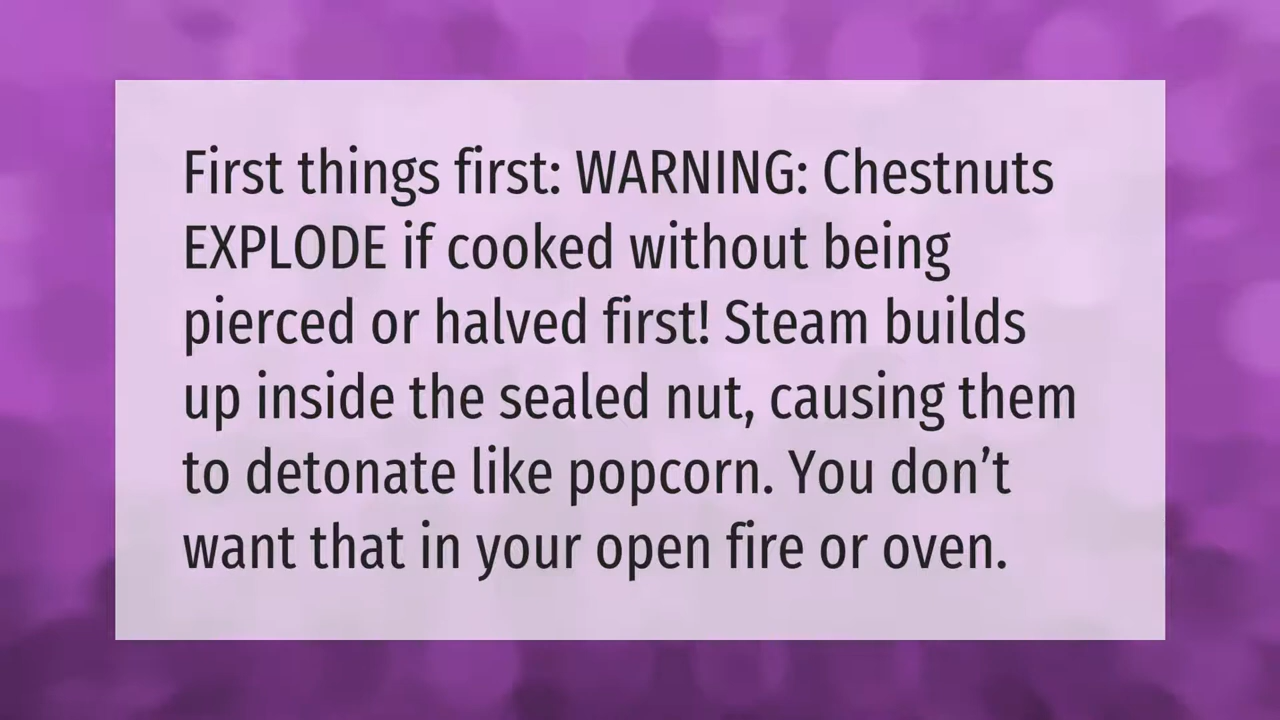 First things first: WARNING: Chestnuts
EXPLODE if cooked without being
pierced or halved first! Steam builds
up inside the sealed nut, causing them
to detonate like popcorn. You don’t
want that in your open fire or oven.